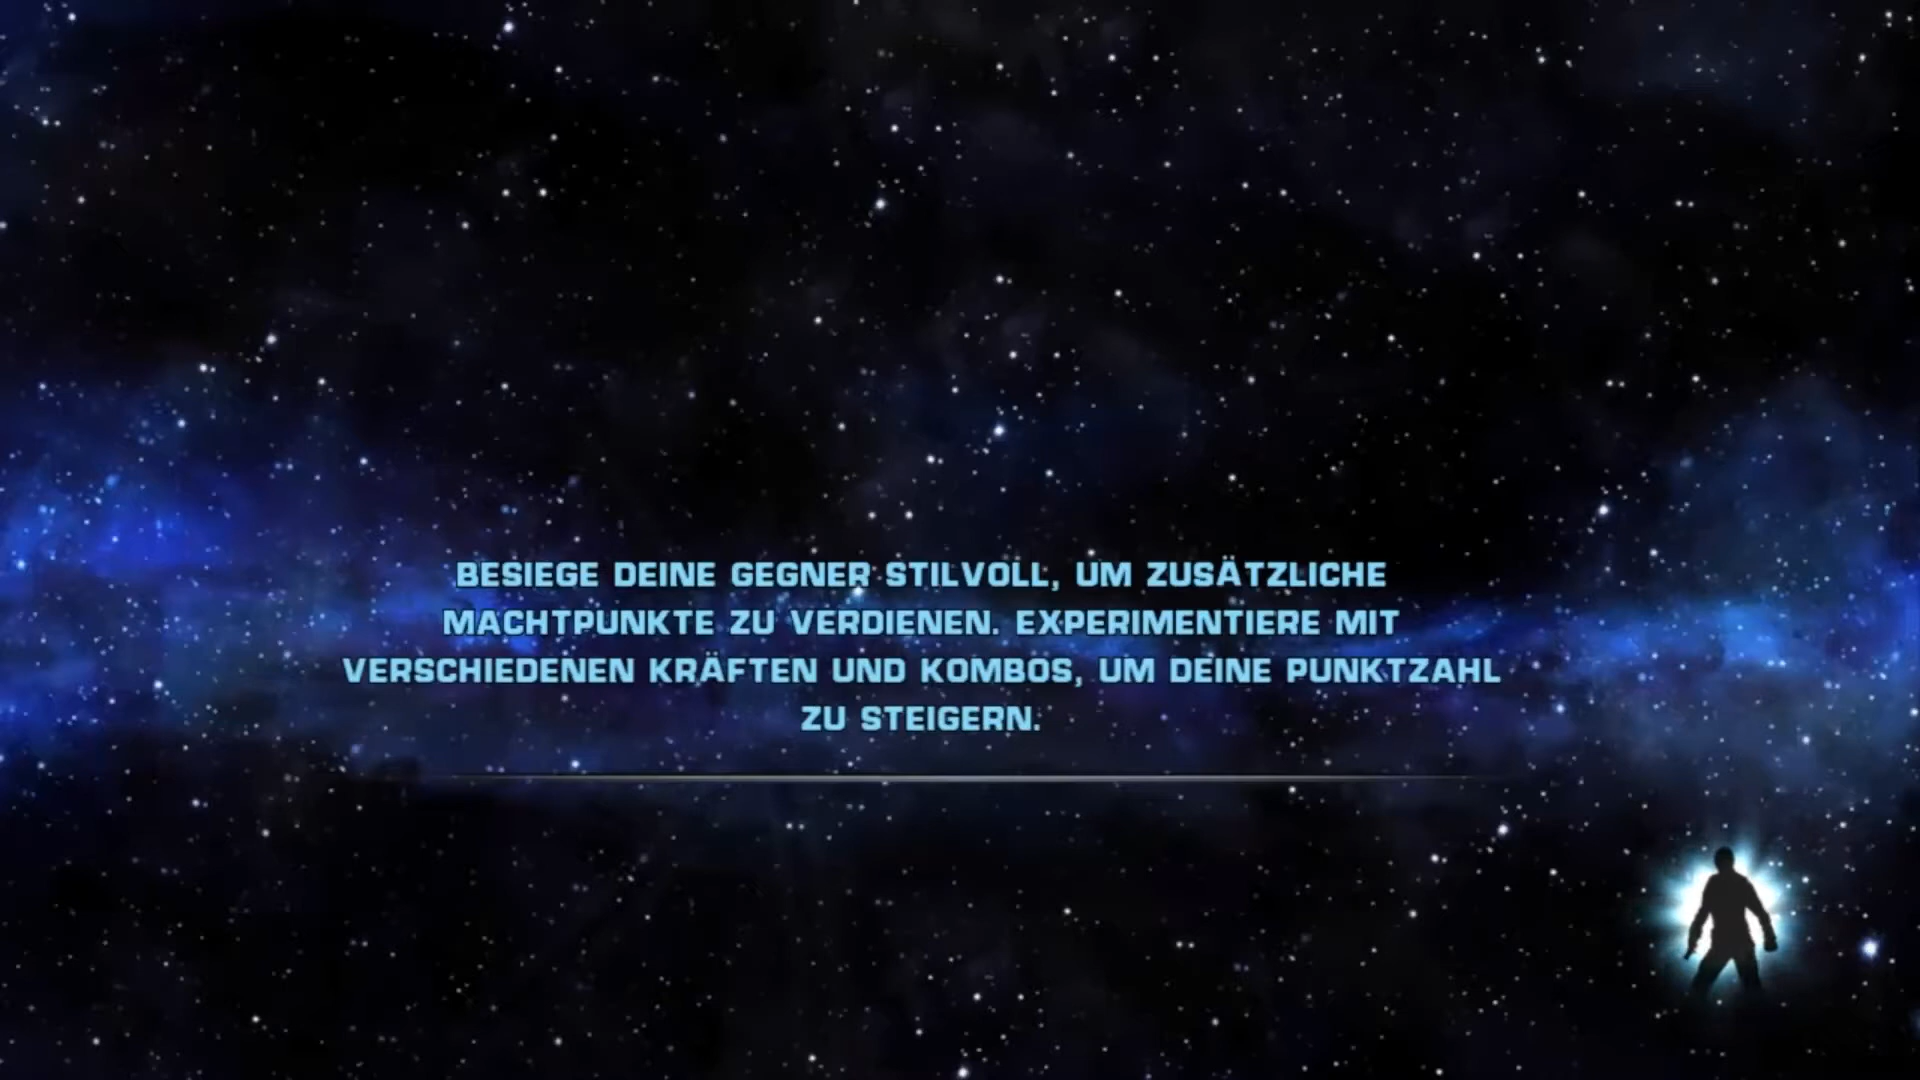 BESIEGE DEINE GEGNER STILVOLL, UM ZUSÄTZLICHE
MACHTPUNKTE ZU VERDIENEN. EXPERIMENTIERE MIT
VERSCHIEDENEN KRÄFTEN UND KOMBOS, UM DEINE PUNKTZAHL
ZU STEIGERN.